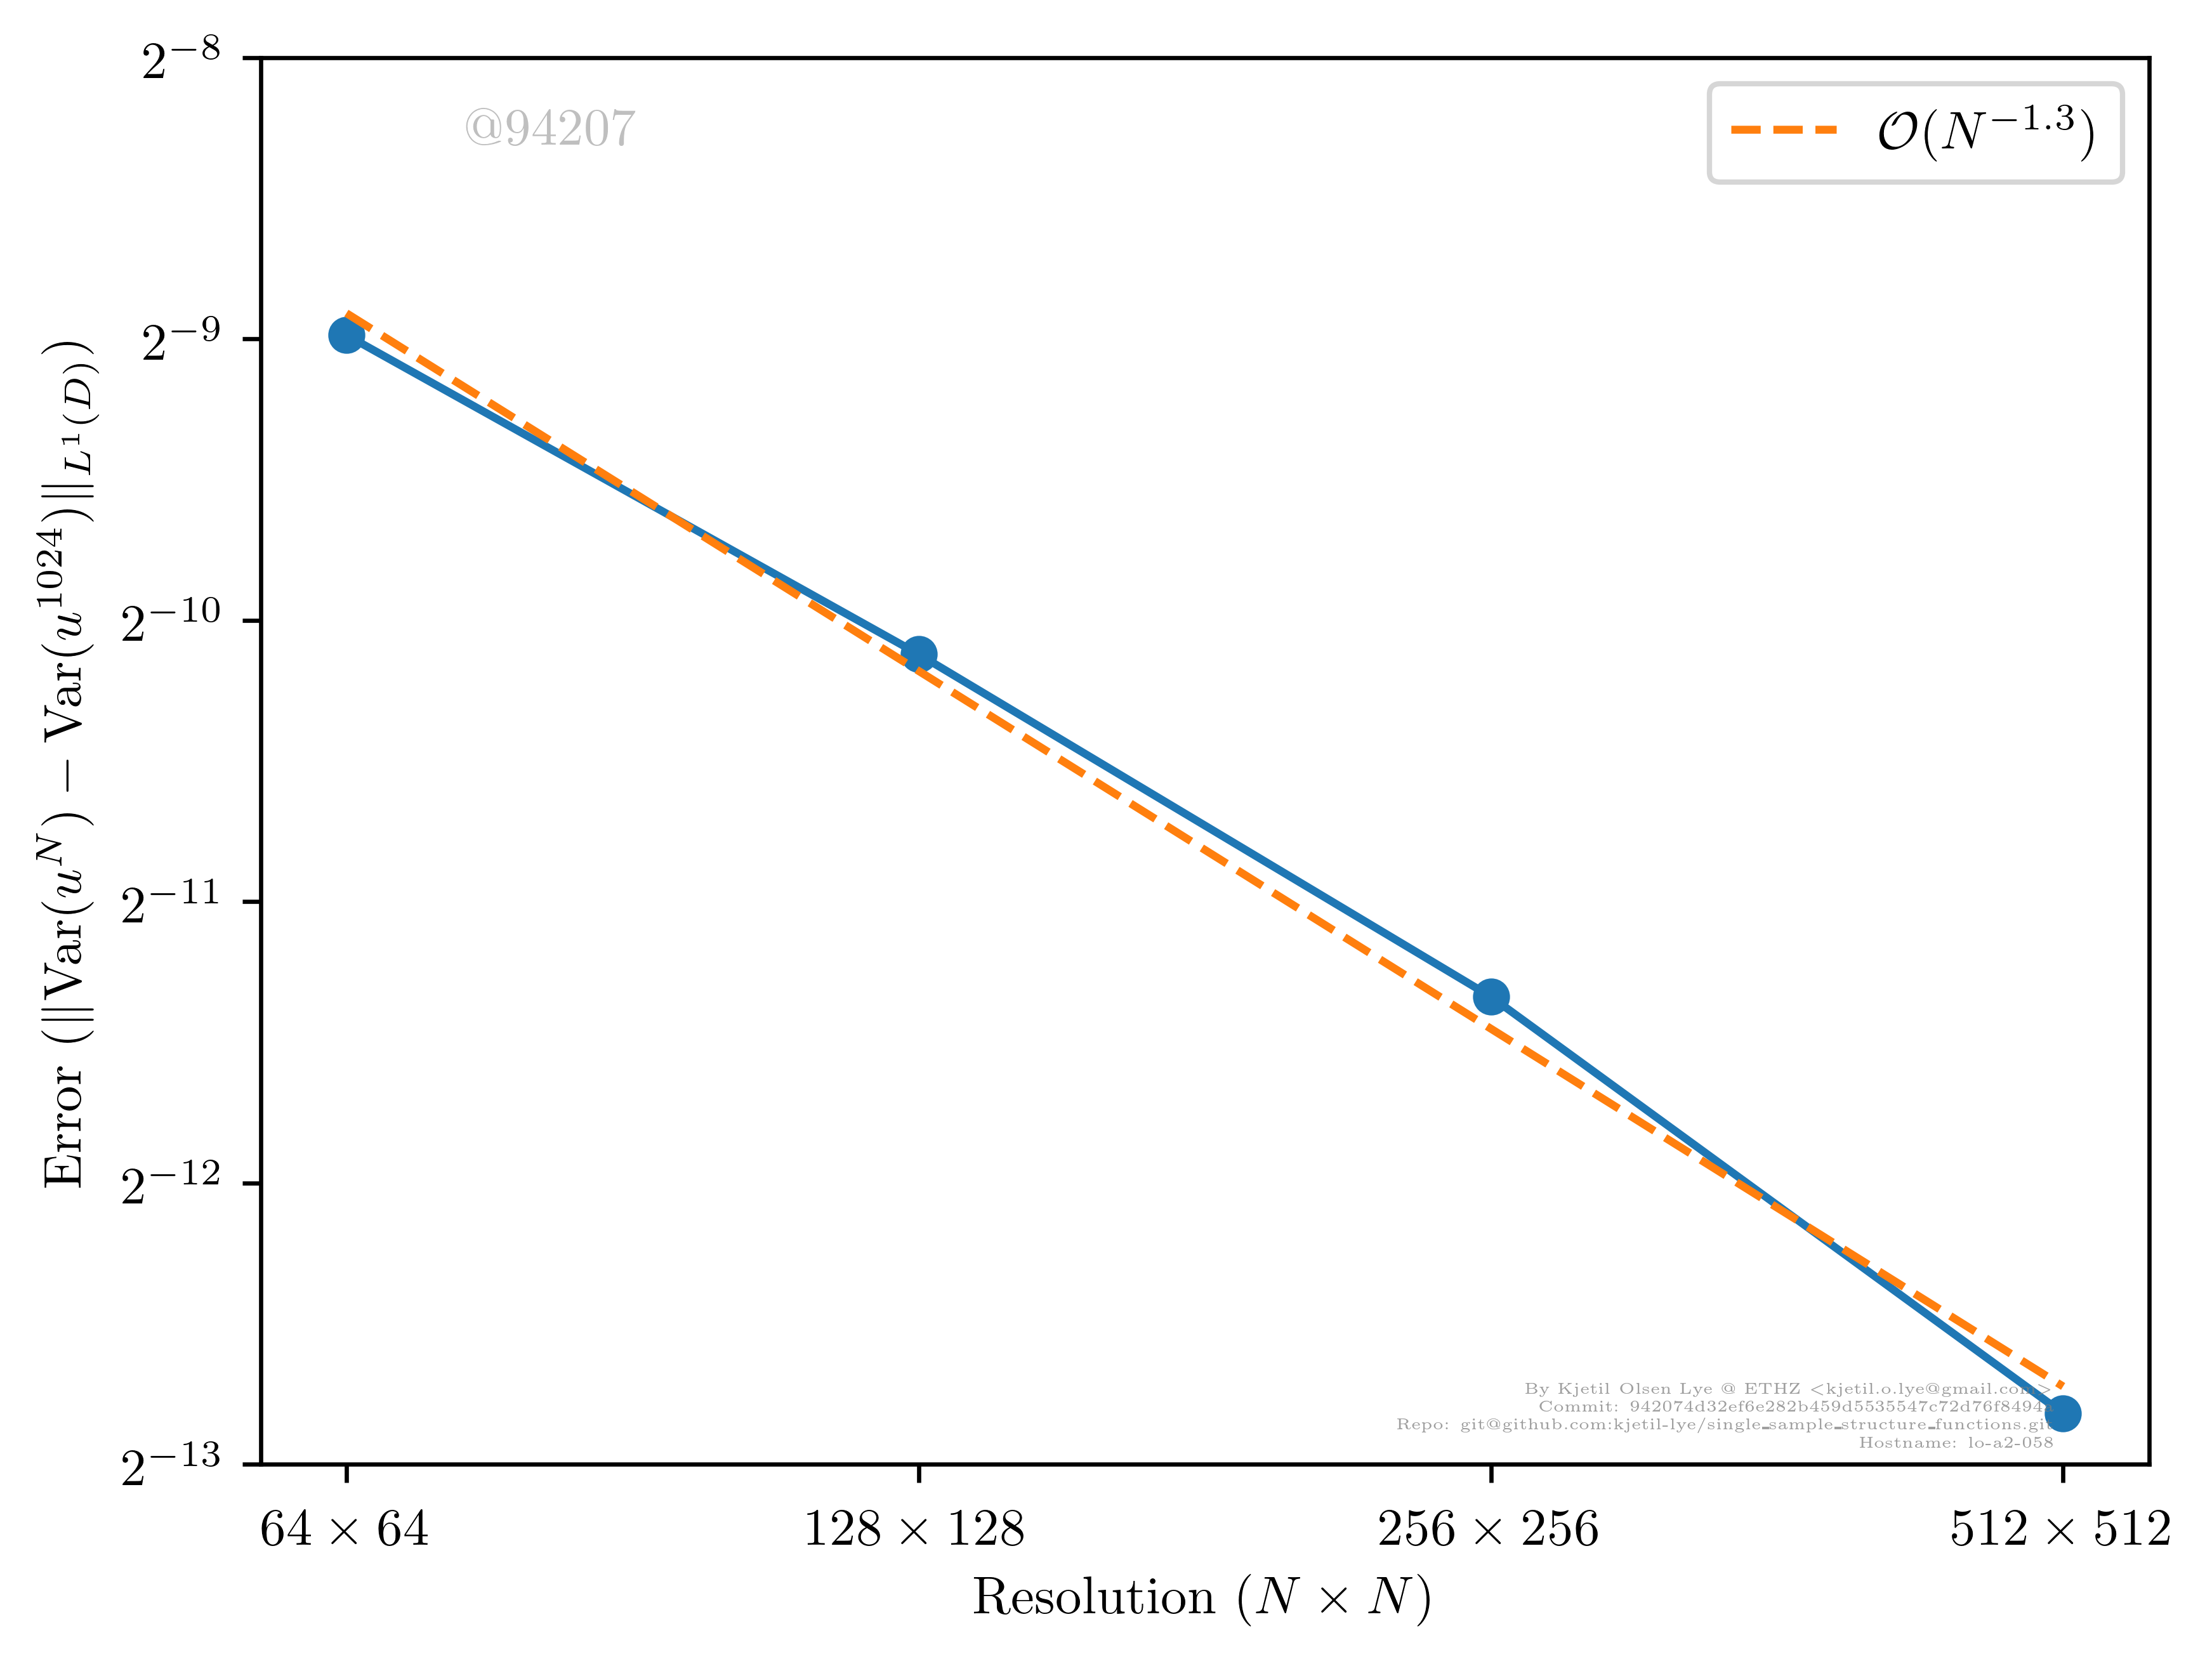 @94207
𝒪(N^{-1.3})
2^{-8}
2^{-9}
2^{-10}
2^{-11}
2^{-12}
2^{-13}
Error (||Var(u^N) − Var(u^{1024})||_{L^1(D)})
By Kjetil Olsen Lye @ ETHZ <kjetil.o.lye@gmail.com>
Commit: 942074d32ef6e282b459d5535547c72d76f8494a
Repo: git@github.com:kjetil-lye/single_sample_structure_functions.git
Hostname: lo-a2-058
64 × 64
128 × 128
256 × 256
512 × 512
Resolution (N × N)